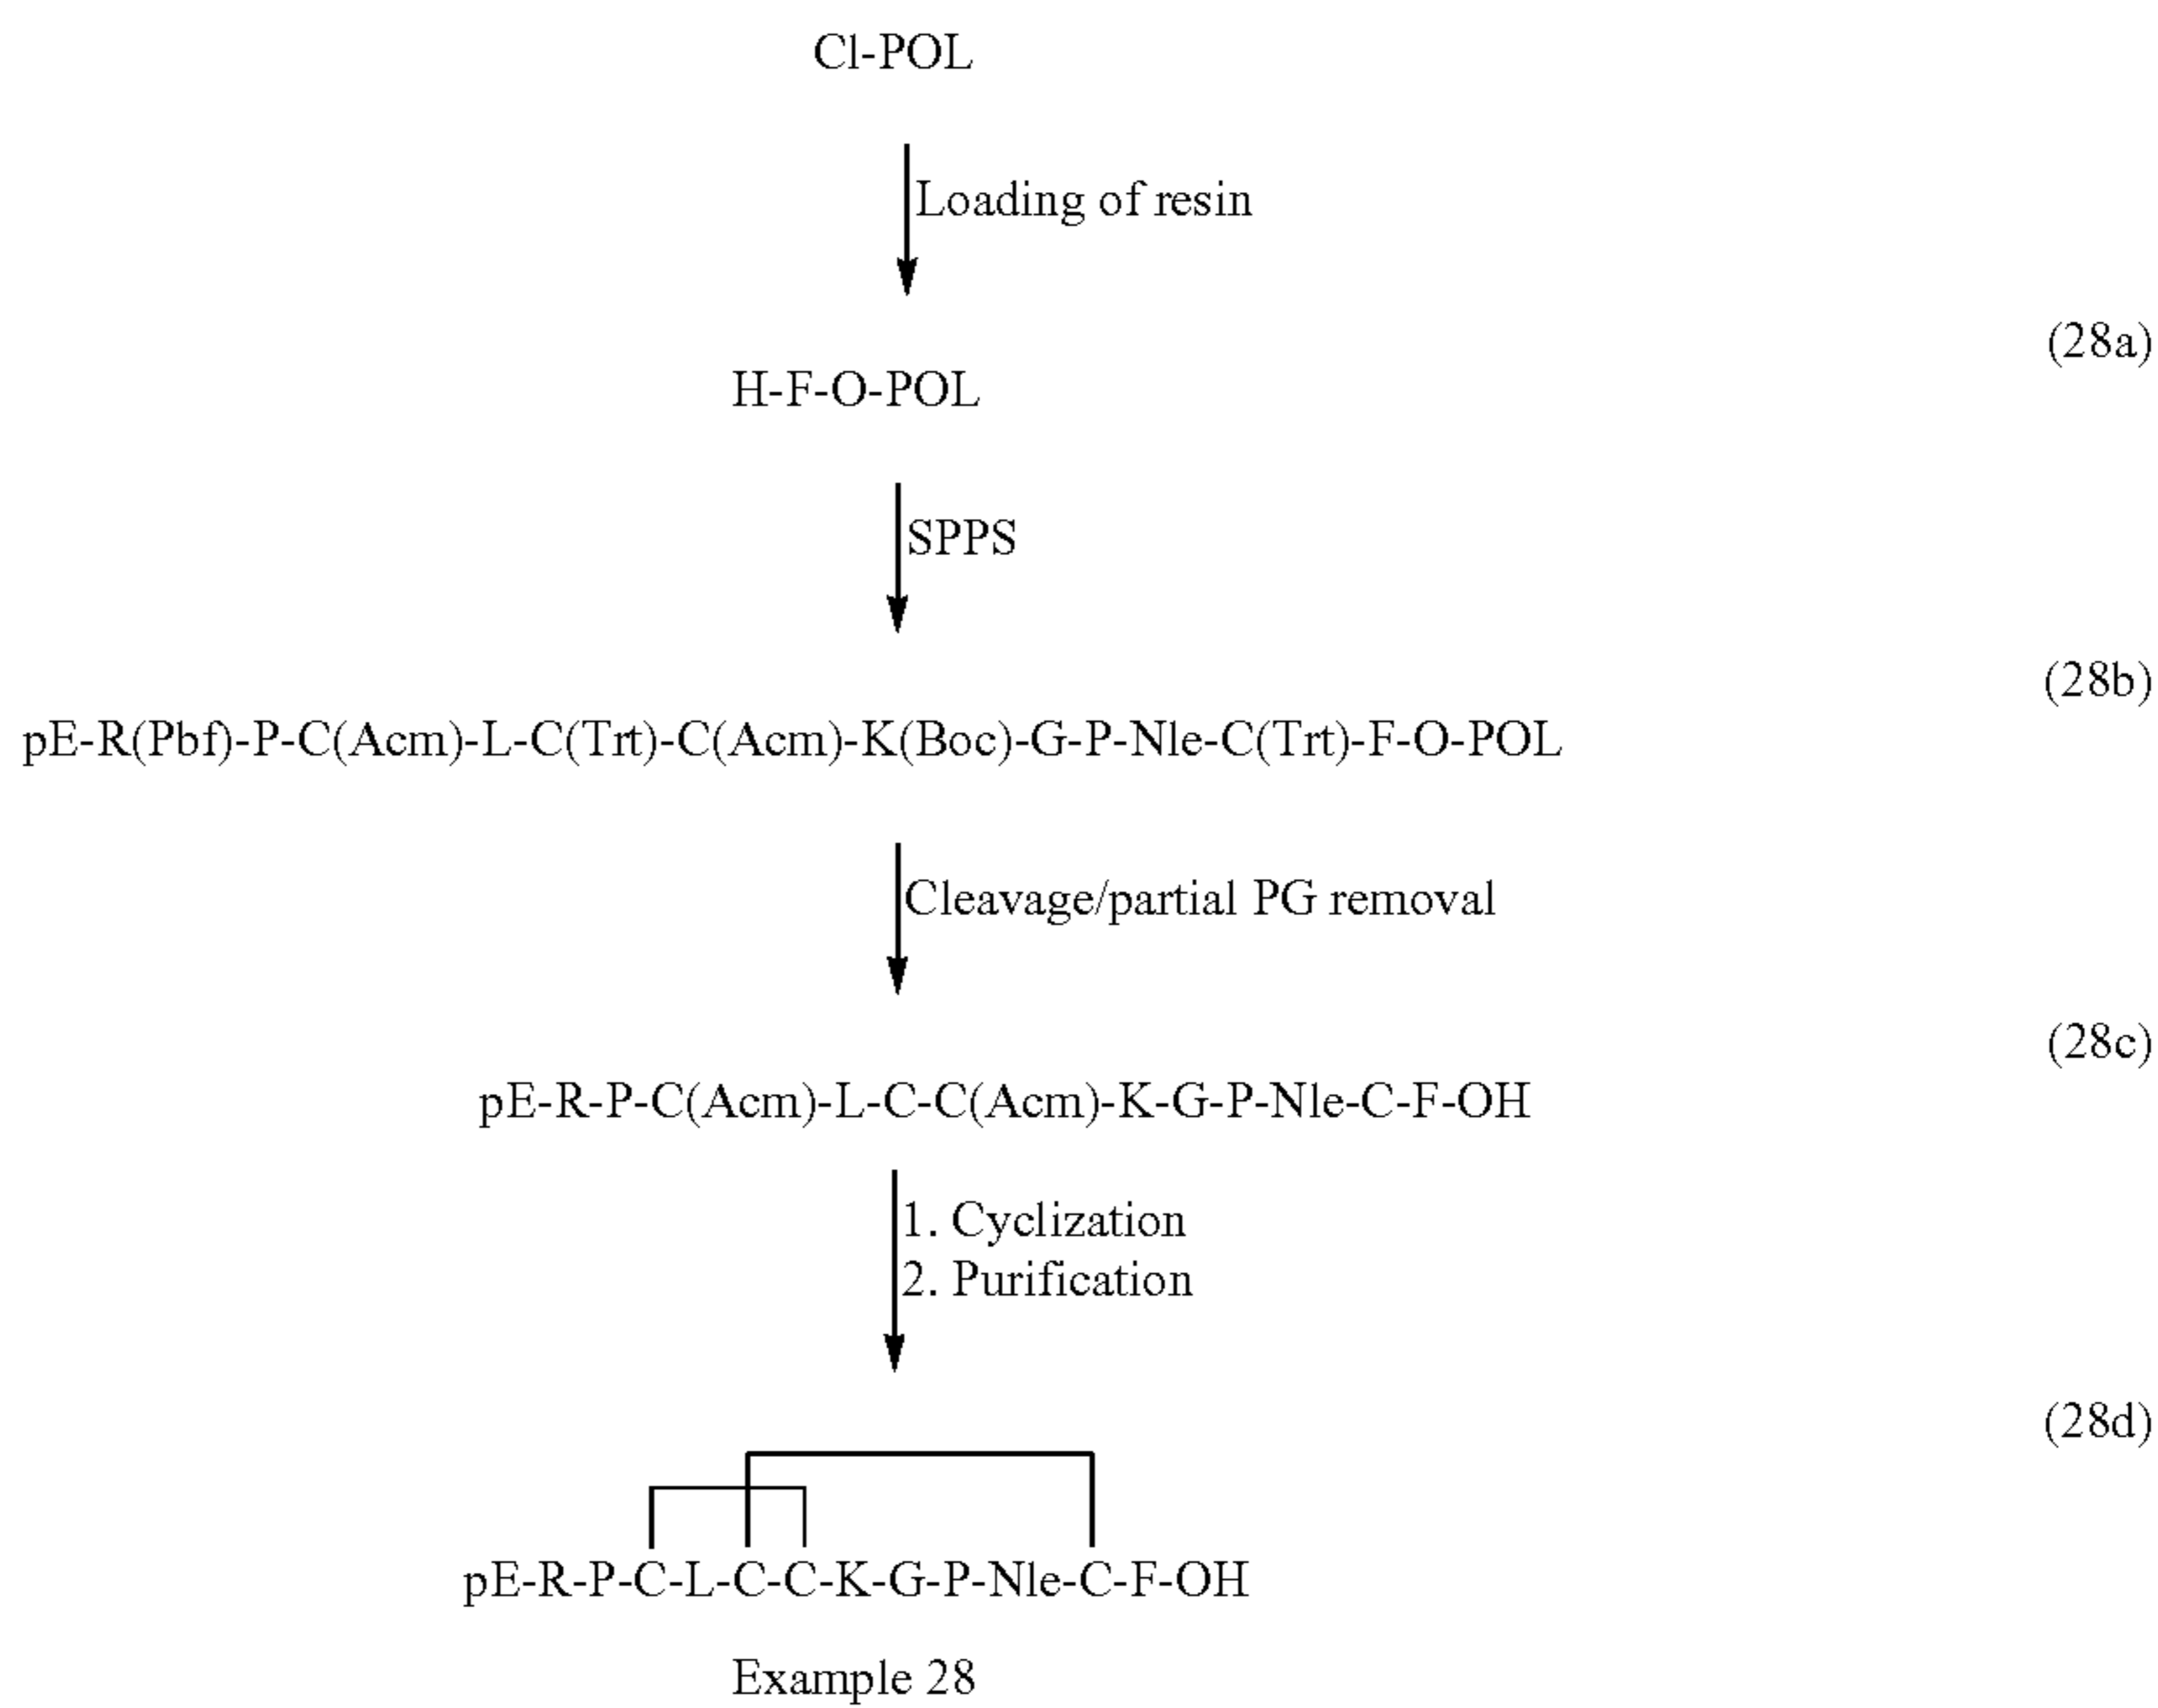 Cl-POL
Loading of resin
(28a)
H-F-O-POL
SPPS
(28b)
pE-R(Pbf)-P-C(Acm)-L-C(Trt)-C(Acm)-K(Boc)-G-P-Nle-C(Trt)-F-O-POL
Cleavage/partial PG removal
(28c)
pE-R-P-C(Acm)-L-C-C(Acm)-K-G-P-Nle-C-F-OH
1. Cyclization
2. Purification
(28d)
pE-R-P-C-L-C-C-K-G-P-Nle-C-F-OH
Example 28